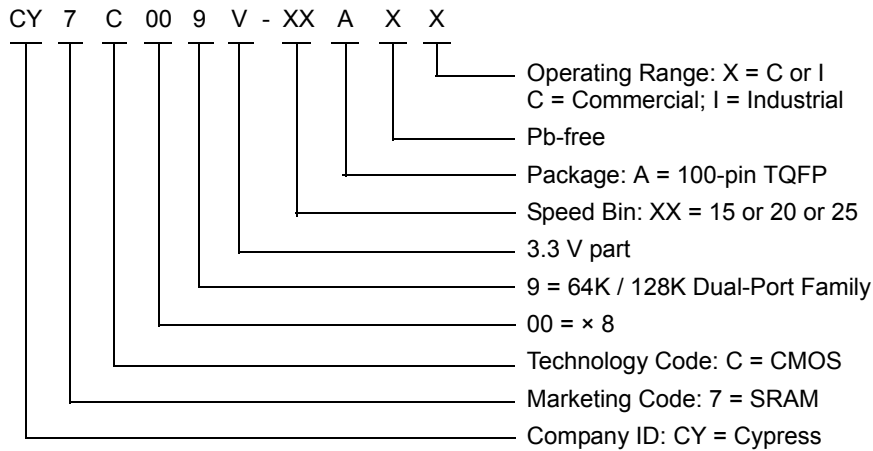 CY 7 C 00 9 V - XX A X X
Operating Range: X = C or I
C = Commercial; I = Industrial
Pb-free
Package: A = 100-pin TQFP
Speed Bin: XX = 15 or 20 or 25
3.3 V part
9 = 64K / 128K Dual-Port Family
00 = × 8
Technology Code: C = CMOS
Marketing Code: 7 = SRAM
Company ID: CY = Cypress